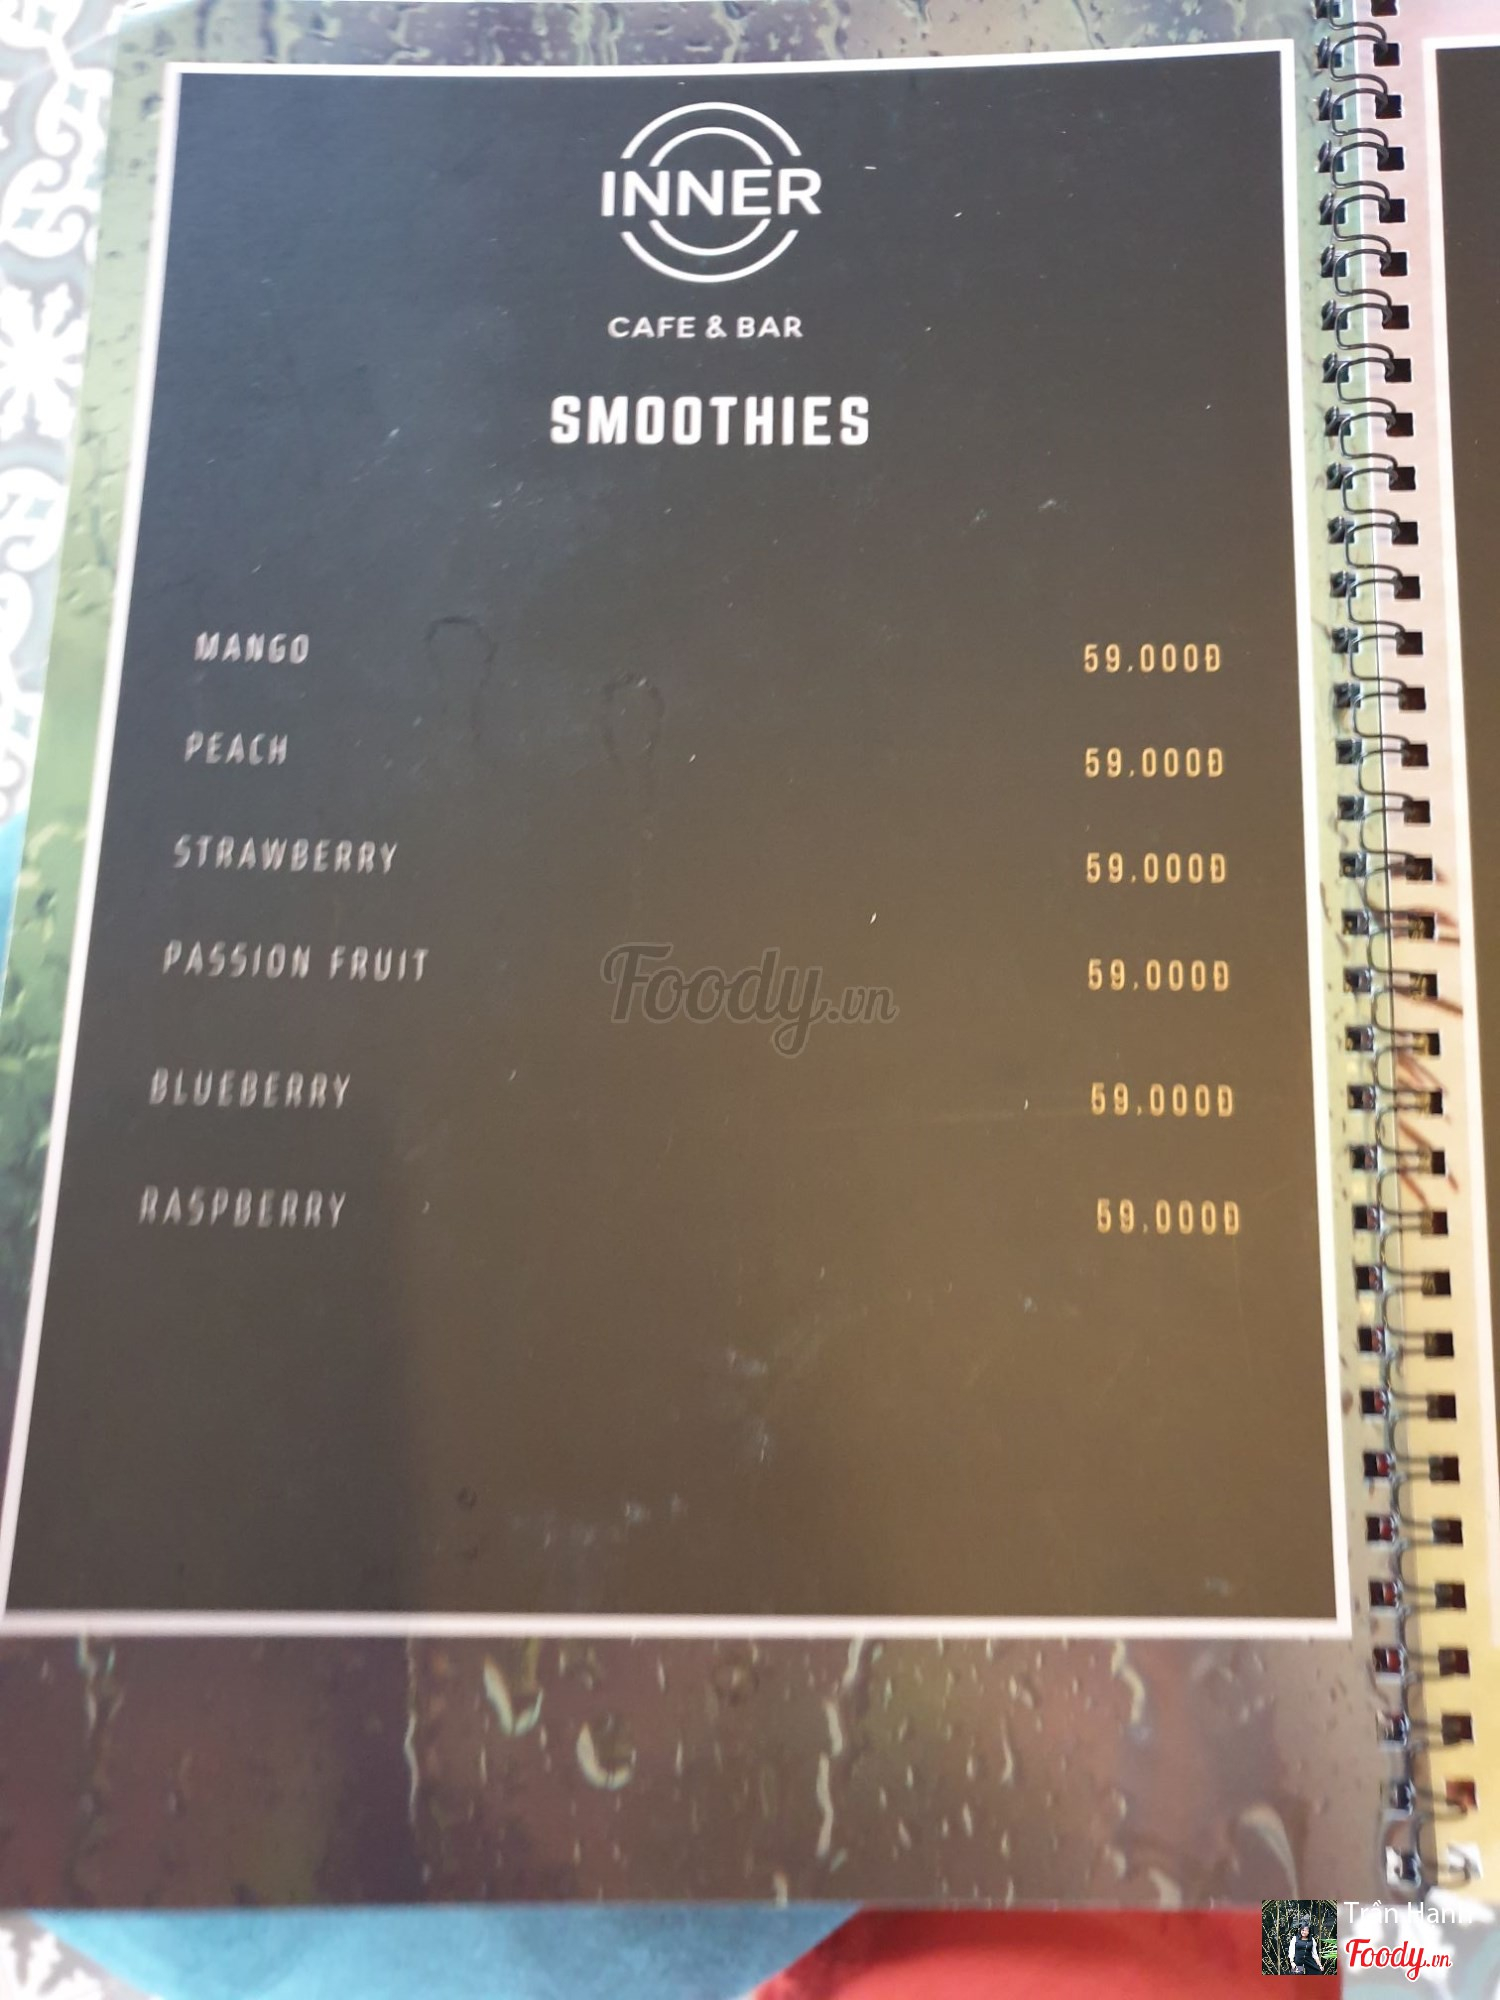 INNER
CAFE & BAR
SMOOTHIES
MANGO 59.000Đ
PEACH 59.000Đ
STRAWBERRY 59.000Đ
PASSION FRUIT 59.000Đ
Foody.vn
BLUEBERRY 59.000Đ
RASPBERRY 59.000Đ
Trần Hạnh
Foody.vn